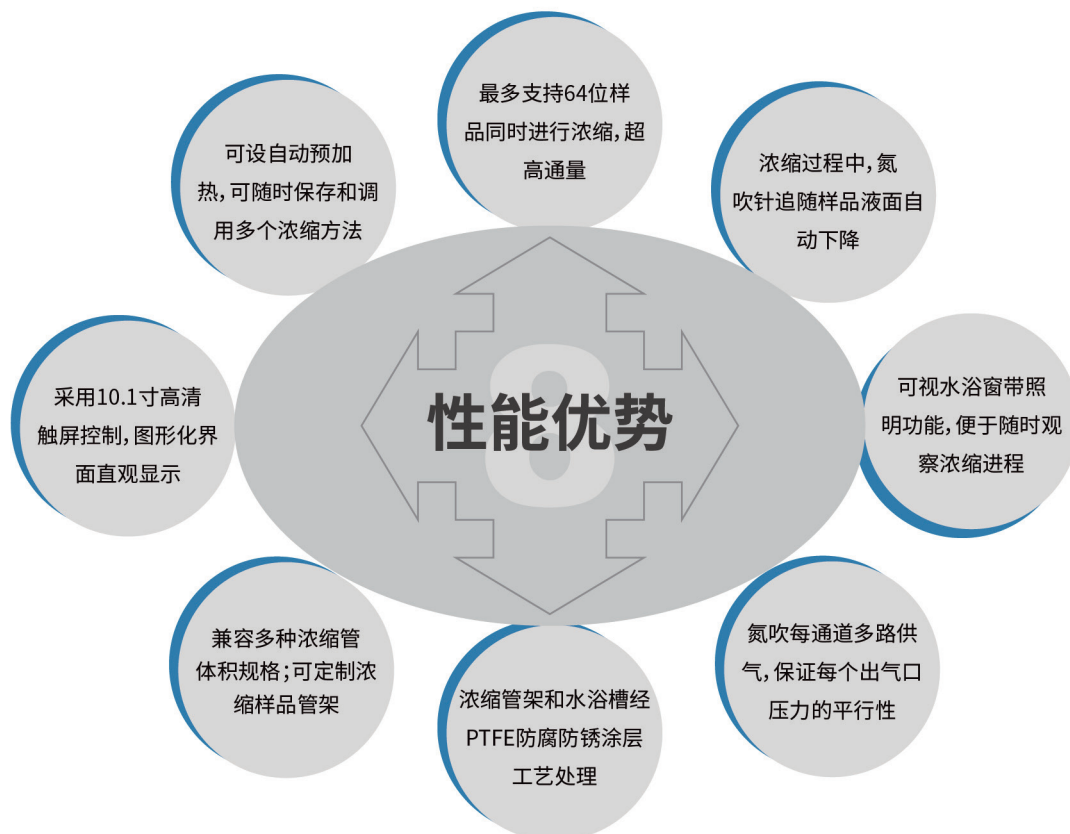 最多支持64位样
品同时进行浓缩,超
高通量
浓缩过程中,氮
吹针追随样品液面自
动下降
可视水浴窗带照
明功能,便于随时观
察浓缩进程
氮吹每通道多路供
气,保证每个出气口
压力的平行性
浓缩管架和水浴槽经
PTFE防腐防锈涂层
工艺处理
兼容多种浓缩管
体积规格;可定制浓
缩样品管架
采用10.1寸高清
触屏控制,图形化界
面直观显示
可设自动预加
热,可随时保存和调
用多个浓缩方法
8
性能优势